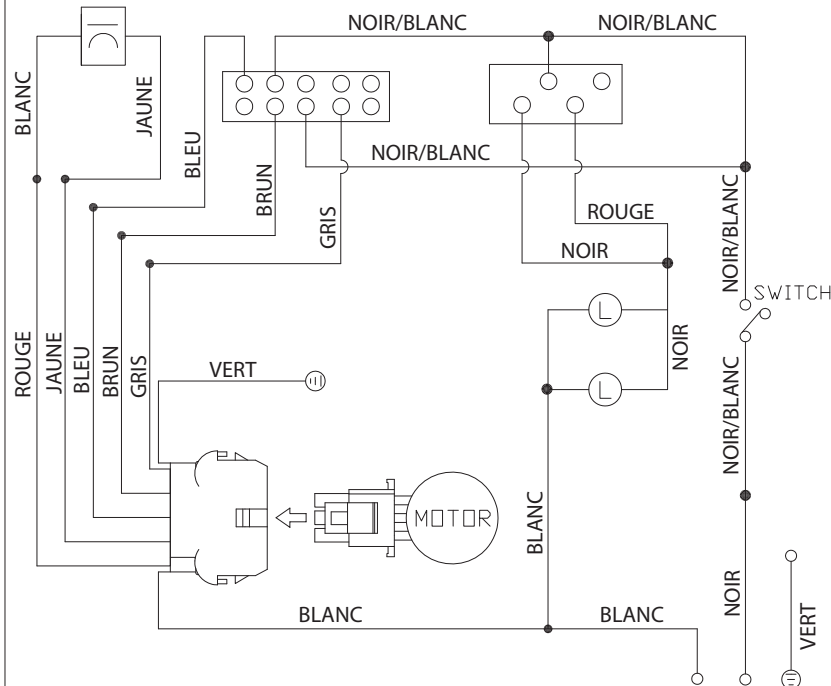 NOIR/BLANC
NOIR/BLANC
BLANC
JAUNE
BLEU
BRUN
NOIR/BLANC
GRIS
ROUGE
NOIR
NOIR/BLANC
SWITCH
L
L
NOIR
ROUGE
JAUNE
BLEU
BRUN
GRIS
VERT
NOIR/BLANC
MOTOR
BLANC
NOIR
VERT
BLANC
BLANC